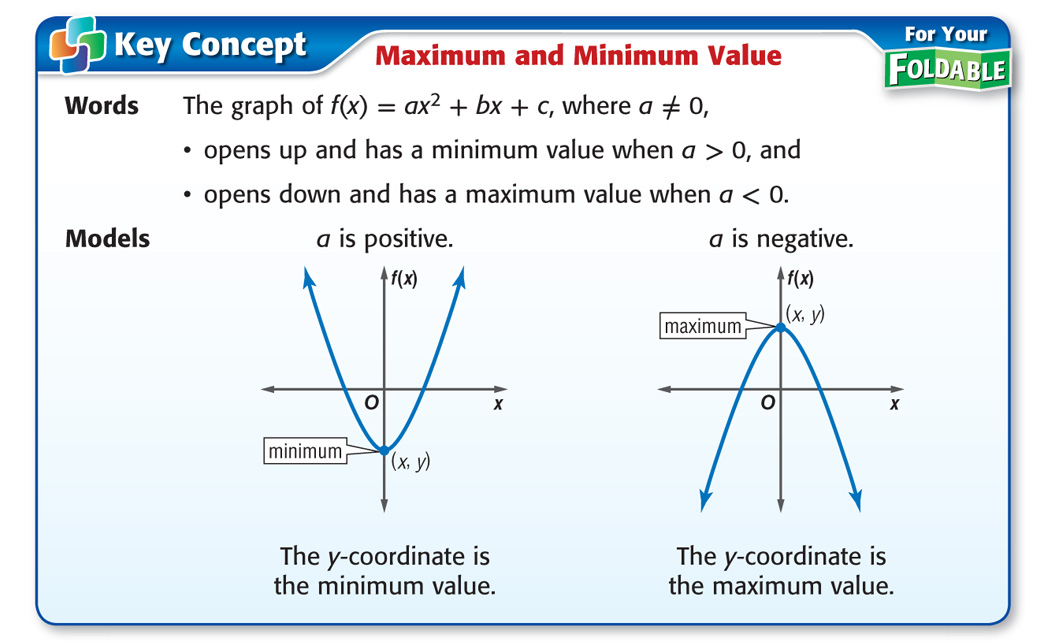 Key Concept
Maximum and Minimum Value
For Your
FOLDABLE
Words The graph of f(x) = ax² + bx + c, where a ≠ 0,
• opens up and has a minimum value when a > 0, and
• opens down and has a maximum value when a < 0.
Models
a is positive.
f(x)
O
x
minimum
(x, y)
The y-coordinate is
the minimum value.
a is negative.
f(x)
(x, y)
maximum
O
x
The y-coordinate is
the maximum value.